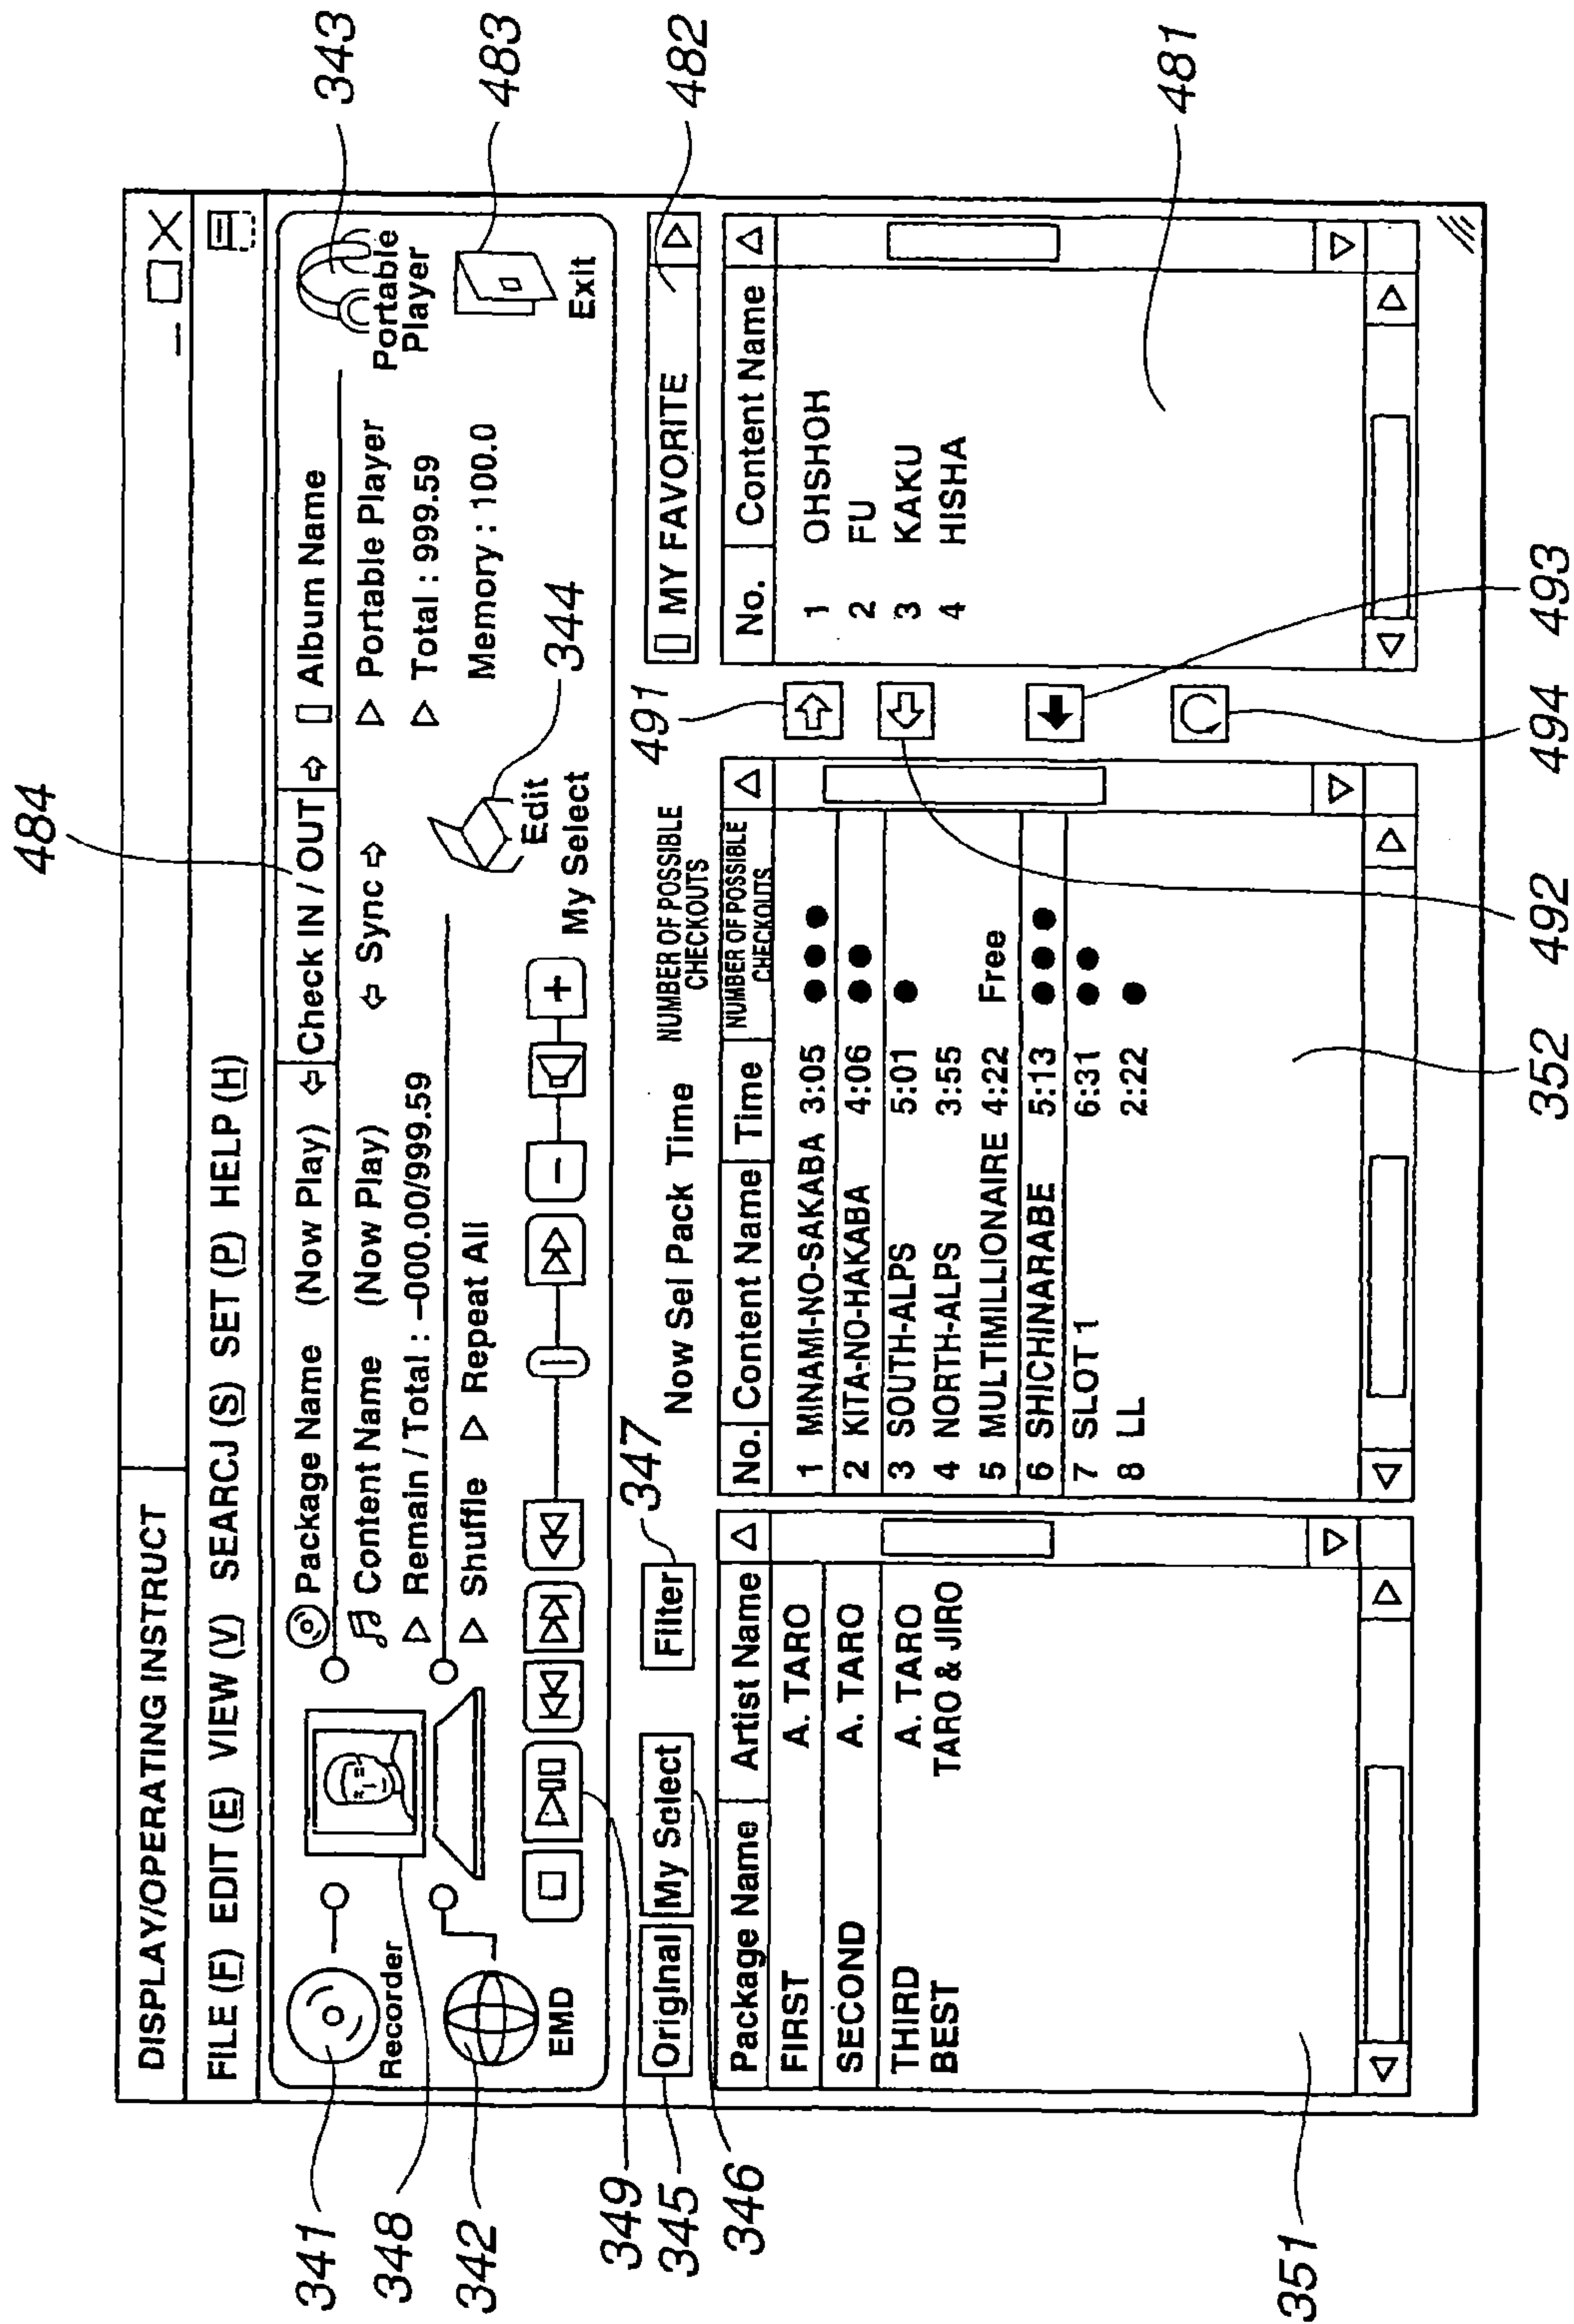 484
DISPLAY/OPERATING INSTRUCT
FILE (F) EDIT (E) VIEW (V) SEARCJ (S) SET (P) HELP (H)
341
348
342
Recorder
EMD
Package Name (Now Play)
Check IN / OUT
Album Name
Content Name (Now Play)
Sync
Portable Player
Remain / Total : –000.00/999.59
Total : 999.59
Shuffle
Repeat All
Memory : 100.0
Portable
Player
343
483
Exit
344
Edit
My Select
349
345
346
Original
My Select
Filter
347
Now Sel Pack Time
NUMBER OF POSSIBLE
CHECKOUTS
491
MY FAVORITE
482
Package Name Artist Name
FIRST A. TARO
SECOND A. TARO
THIRD A. TARO
BEST TARO & JIRO
351
No. Content Name Time NUMBER OF POSSIBLE
CHECKOUTS
1 MINAMI-NO-SAKABA 3:05 ●●●
2 KITA-NO-HAKABA 4:06 ●●
3 SOUTH-ALPS 5:01 ●
4 NORTH-ALPS 3:55
5 MULTIMILLIONAIRE 4:22 Free
6 SHICHINARABE 5:13 ●●●
7 SLOT 1 6:31 ●●
8 LL 2:22 ●
No. Content Name
1 OHSHOH
2 FU
3 KAKU
4 HISHA
481
352
492
494
493